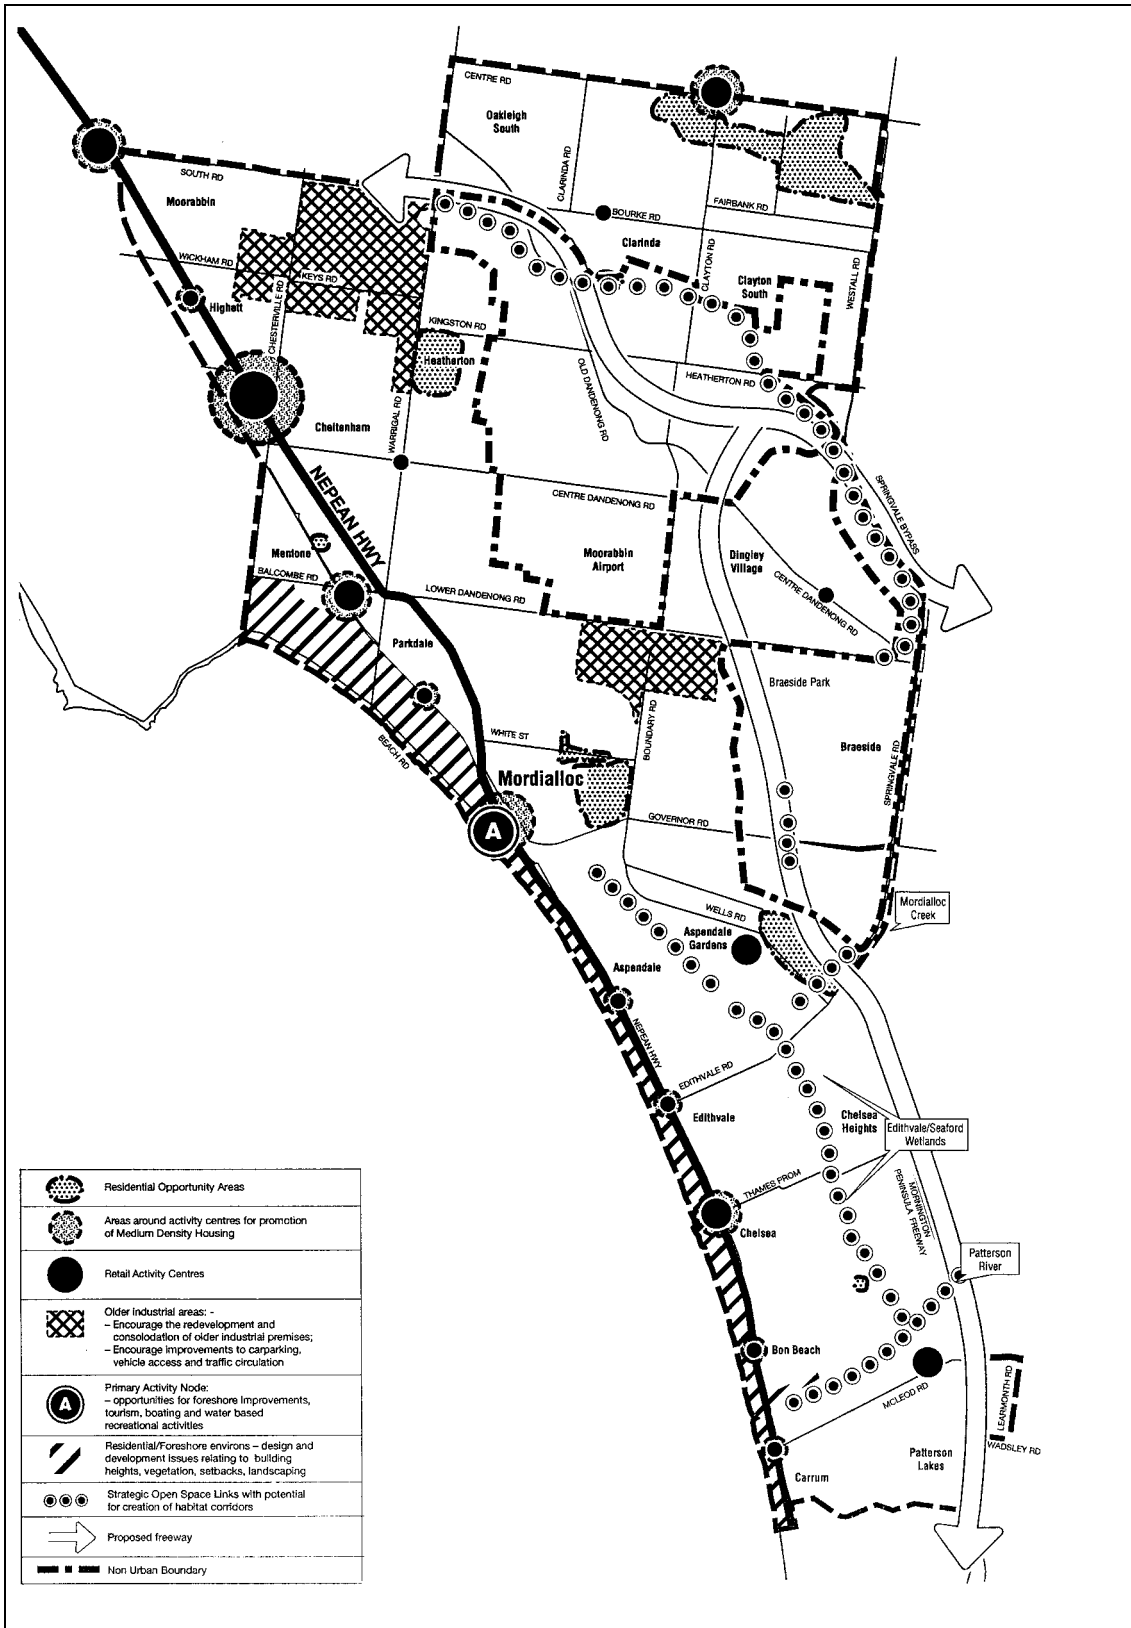 CENTRE RD
Oakleigh
South
CLARINDA RD
SOUTH RD
Moorabbin
FAIRBANK RD
BOURKE RD
Clarinda
CLAYTON RD
WICKHAM RD
KEYS RD
Clayton
South
WESTALL RD
CHESTERVILLE RD
Highett
KINGSTON RD
Heatherton
OLD DANDENONG RD
HEATHERTON RD
Cheltenham
WARRIGAL RD
NEPEAN HWY
CENTRE DANDENONG RD
SPRINGVALE BYPASS
Mentone
Moorabbin
Airport
Dingley
Village
BALCOMBE RD
LOWER DANDENONG RD
CENTRE DANDENONG RD
Parkdale
Braeside Park
BEACH RD
WHITE ST
BOUNDARY RD
Braeside
SPRINGVALE RD
Mordialloc
A
GOVERNOR RD
WELLS RD
Mordialloc
Creek
Aspendale
Gardens
Aspendale
NEPEAN HWY
EDITHVALE RD
Edithvale
Chelsea
Heights
Edithvale/Seaford
Wetlands
THAMES PROM
MORNINGTON
PENINSULA FREEWAY
Chelsea
Patterson
River
Bon Beach
MCLEOD RD
LEARMONTH RD
WADSLEY RD
Patterson
Lakes
Carrum
Residential Opportunity Areas
Areas around activity centres for promotion
of Medium Density Housing
Retail Activity Centres
Older industrial areas: -
– Encourage the redevelopment and
consolodation of older industrial premises;
– Encourage improvements to carparking,
vehicle access and traffic circulation
A
Primary Activity Node:
– opportunities for foreshore Improvements,
tourism, boating and water based
recreational activities
Residential/Foreshore environs – design and
development issues relating to building
heights, vegetation, setbacks, landscaping
Strategic Open Space Links with potential
for creation of habitat corridors
Proposed freeway
Non Urban Boundary